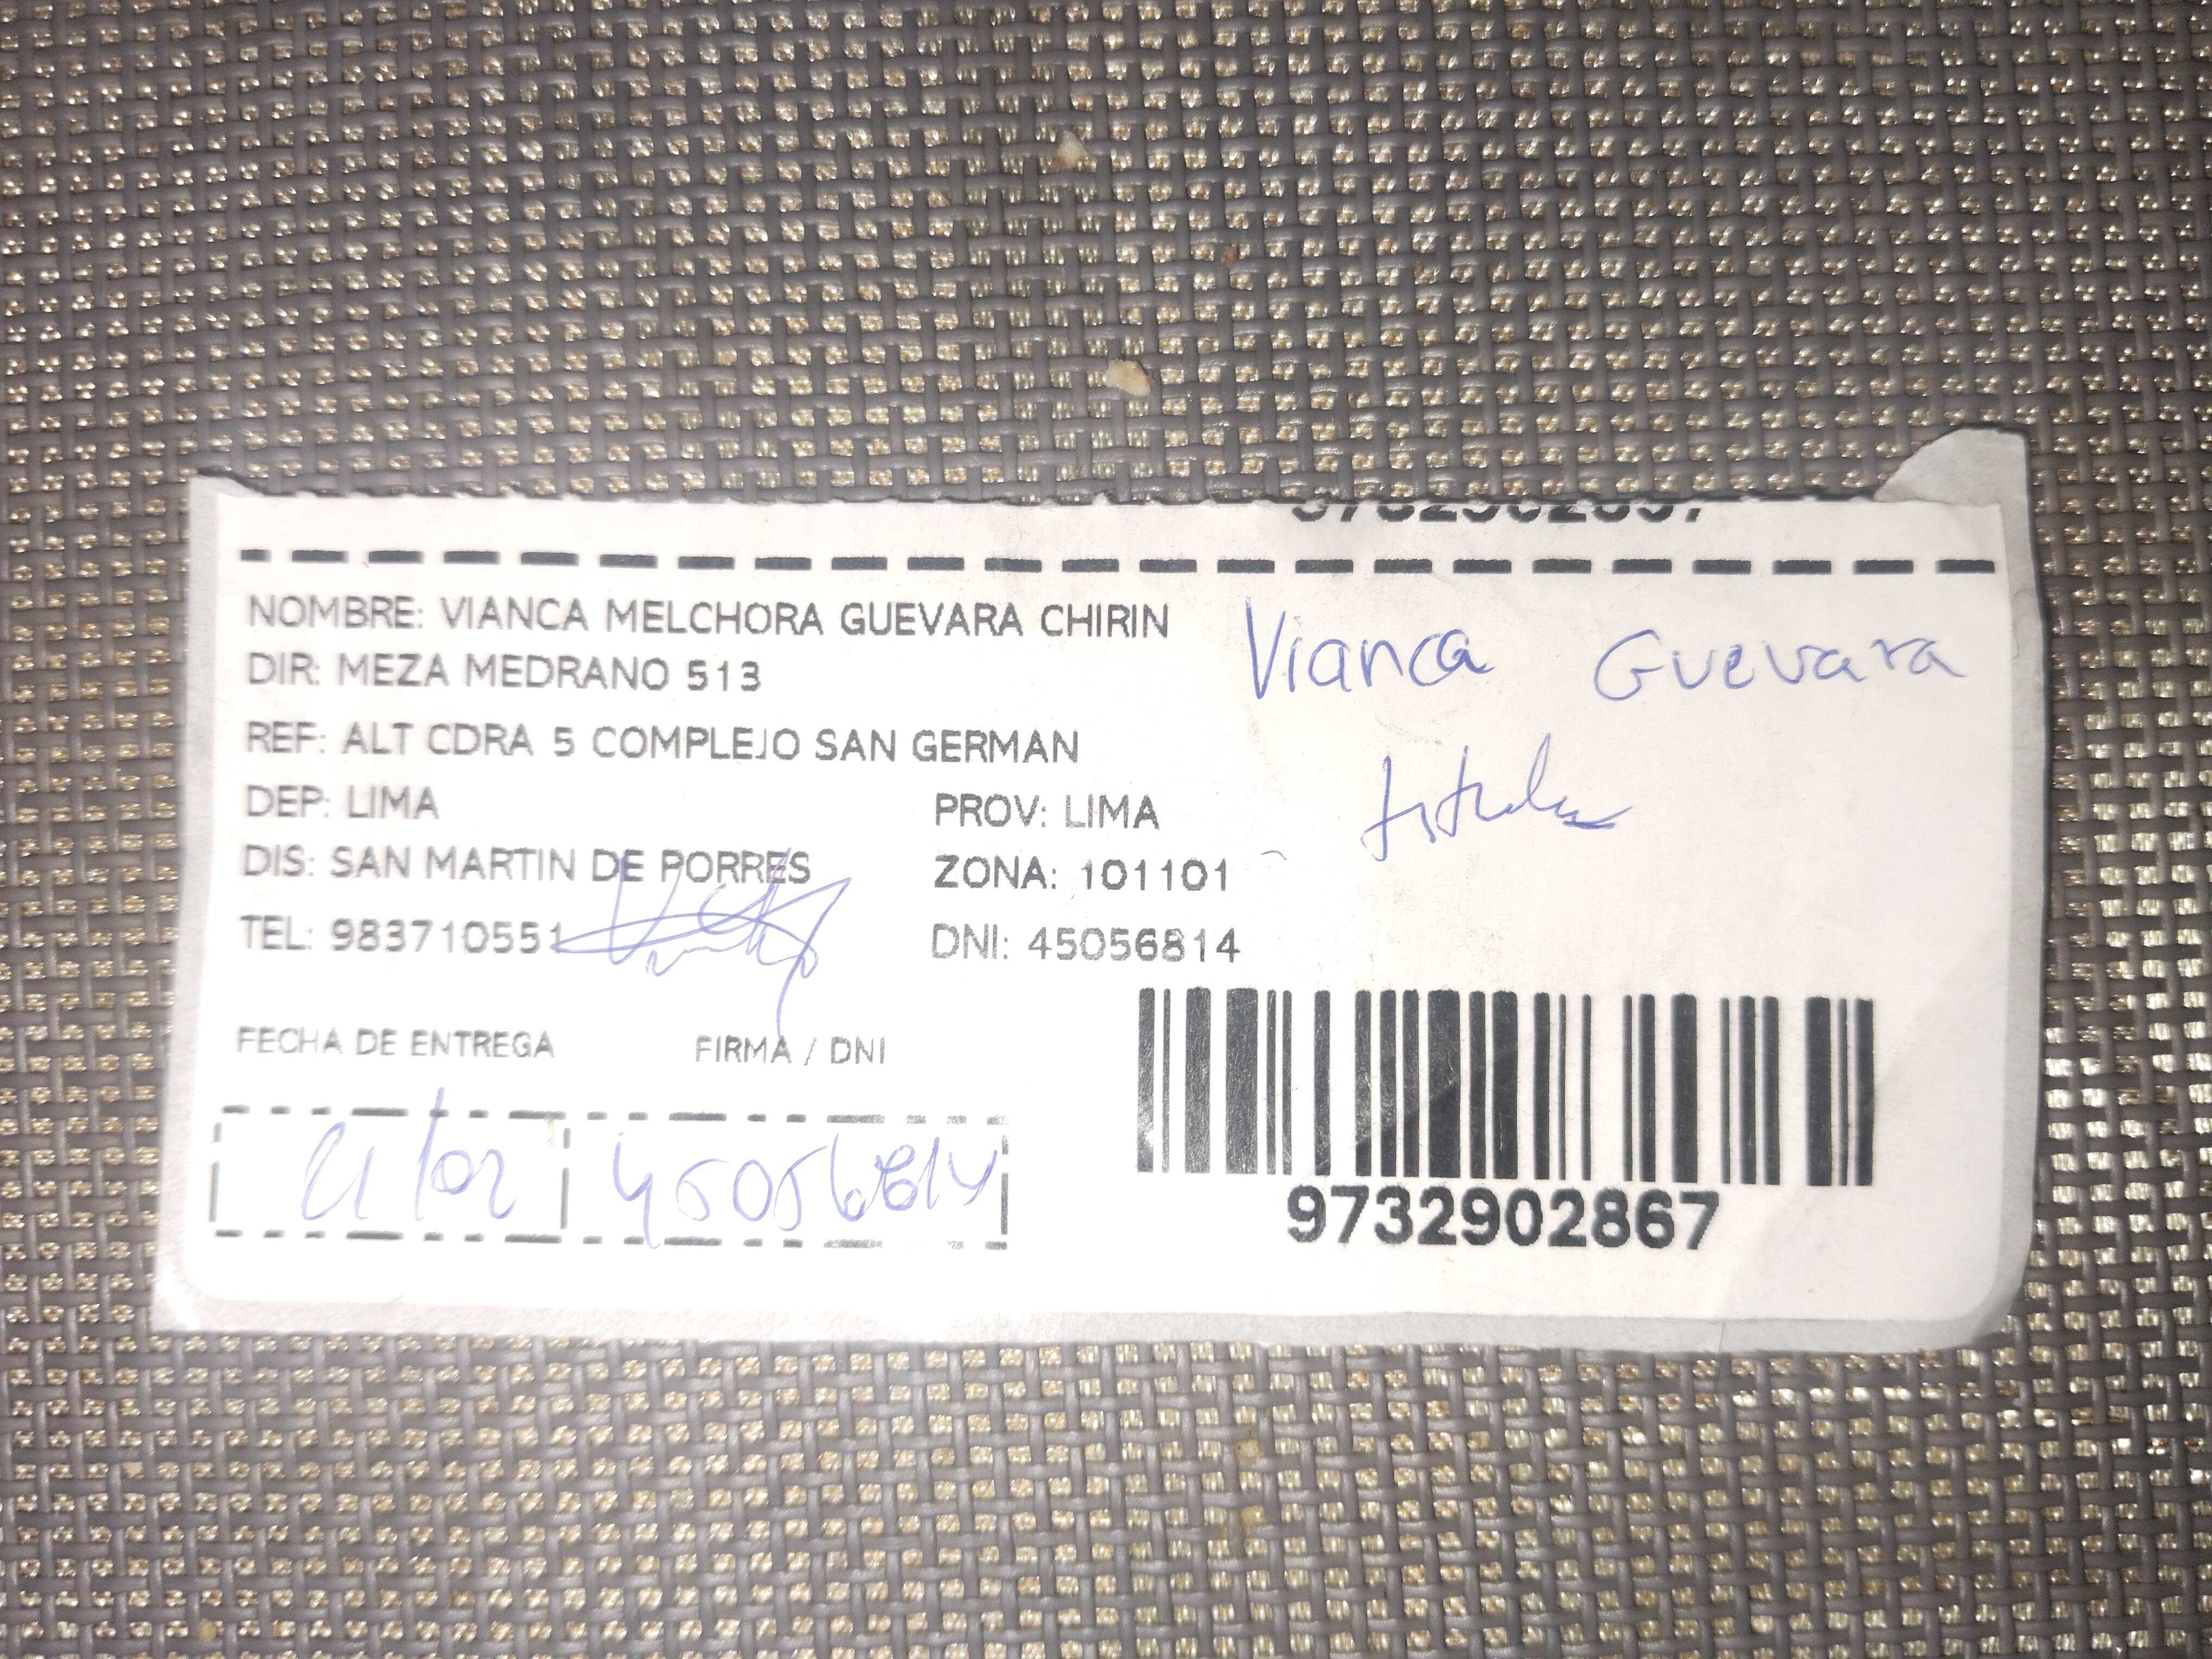 NOMBRE: VIANCA MELCHORA GUEVARA CHIRIN
Vianca Guevara
DIR: MEZA MEDRANO 513
REF: ALT CDRA 5 COMPLEJO SAN GERMAN
titular
DEP: LIMA PROV: LIMA
DIS: SAN MARTIN DE PORRES ZONA: 101101
TEL: 983710551 DNI: 45056814
FECHA DE ENTREGA FIRMA / DNI
45056814
9732902867